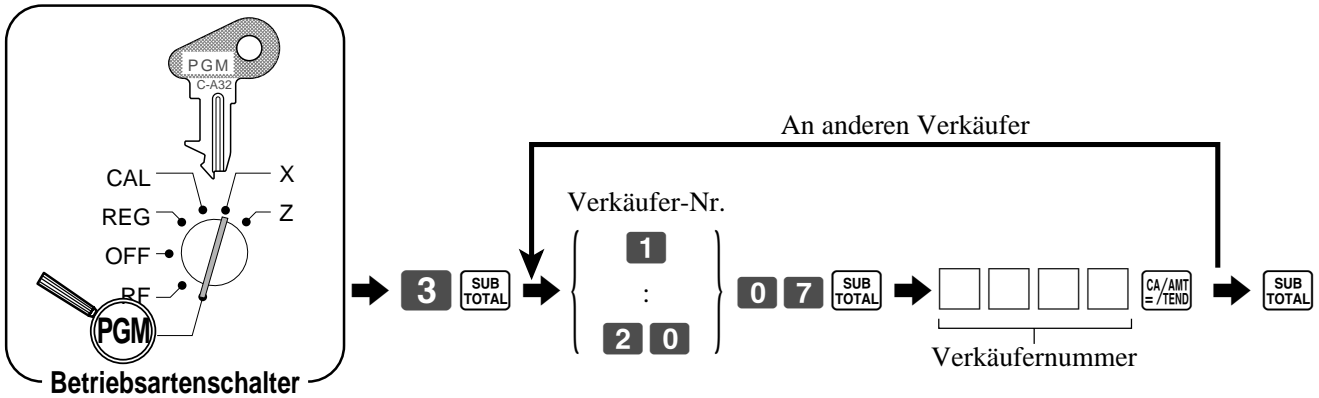 PGM
C-A32
CAL
X
REG
Z
OFF
RF
PGM
Betriebsartenschalter
An anderen Verkäufer
Verkäufer-Nr.
3 SUB TOTAL
1
:
2 0
0 7 SUB TOTAL
CA/AMT
= /TEND
SUB TOTAL
Verkäufernummer